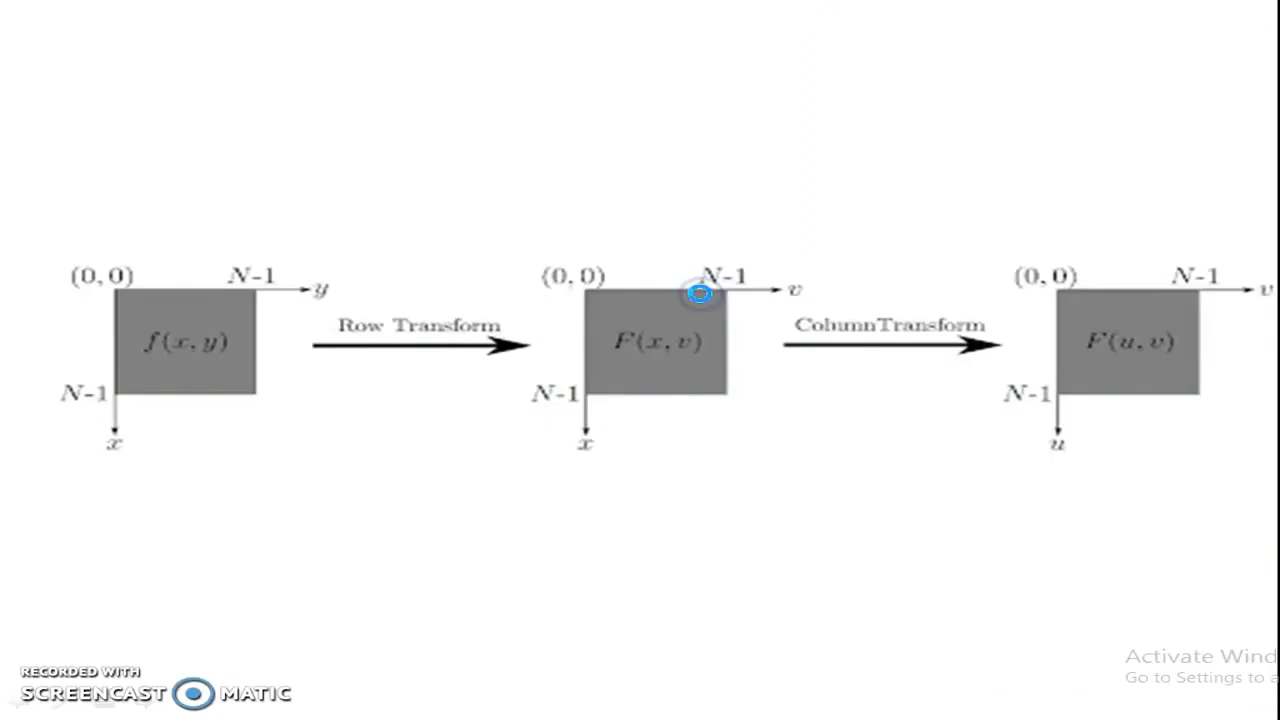 (0, 0) N-1 y
f(x, y)
N-1
x
Row Transform
(0, 0) N-1 v
F(x, v)
N-1
x
ColumnTransform
(0, 0) N-1 v
F(u, v)
N-1
u
RECORDED WITH
SCREENCAST MATIC
Activate Wind
Go to Settings to a